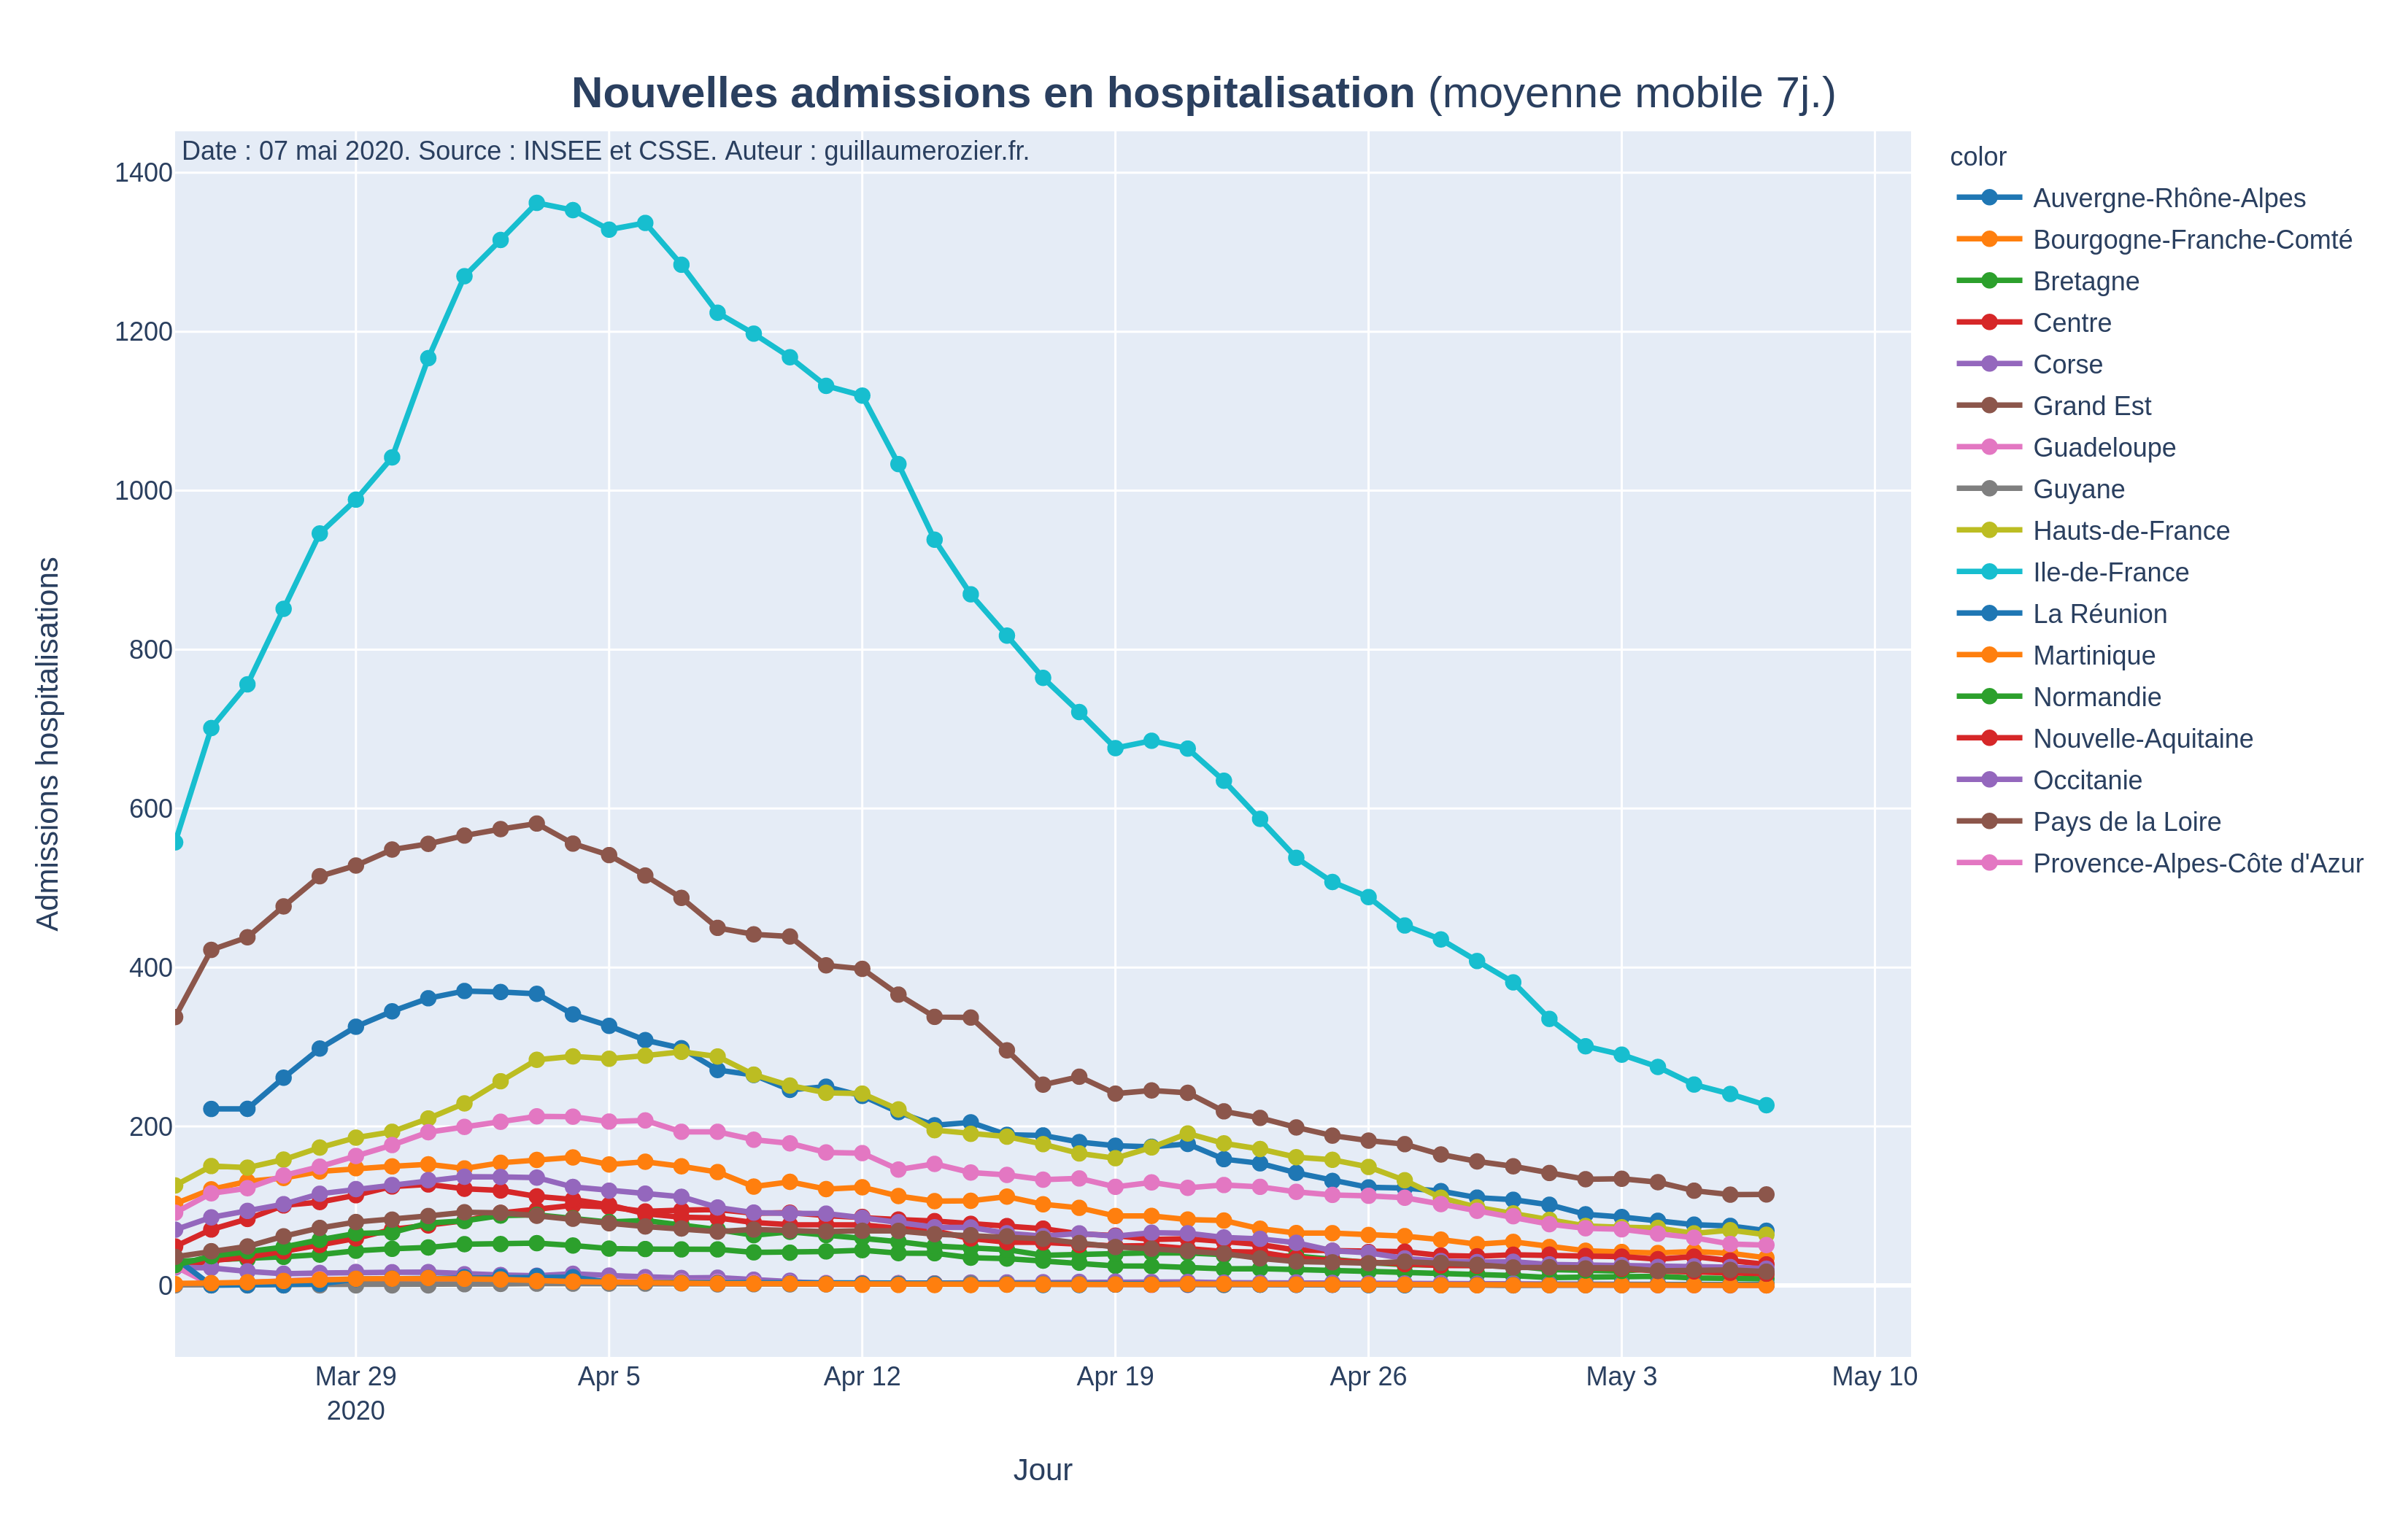 Nouvelles admissions en hospitalisation (moyenne mobile 7j.)
Date : 07 mai 2020. Source : INSEE et CSSE. Auteur : guillaumerozier.fr.
1400
1200
1000
800
600
400
200
0
Admissions hospitalisations
Mar 29
2020
Apr 5
Apr 12
Apr 19
Apr 26
May 3
May 10
Jour
color
Auvergne-Rhône-Alpes
Bourgogne-Franche-Comté
Bretagne
Centre
Corse
Grand Est
Guadeloupe
Guyane
Hauts-de-France
Ile-de-France
La Réunion
Martinique
Normandie
Nouvelle-Aquitaine
Occitanie
Pays de la Loire
Provence-Alpes-Côte d'Azur